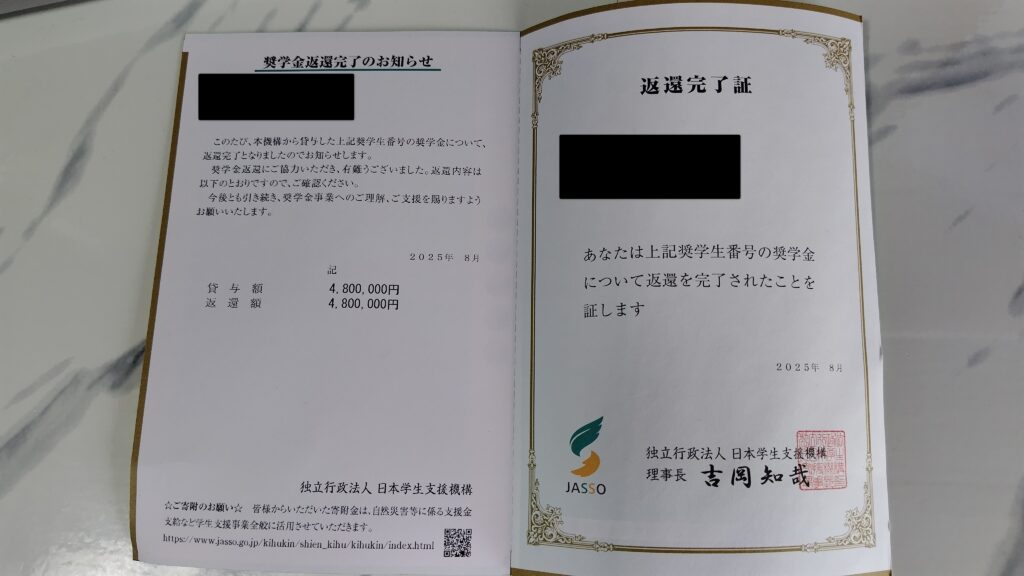 奨学金返還完了のお知らせ
このたび、本機構から貸与した上記奨学生番号の奨学金について、
返還完了となりましたのでお知らせします。
奨学金返還にご協力いただき、有難うございました。返還内容は
以下のとおりですので、ご確認ください。
今後とも引き続き、奨学金事業へのご理解、ご支援を賜りますよう
お願いいたします。
2025年 8月
記
貸与額 4,800,000円
返還額 4,800,000円
独立行政法人 日本学生支援機構
☆ご寄附のお願い☆ 皆様からいただいた寄附金は、自然災害等に係る支援金
支給など学生支援事業全般に活用させていただきます。
https://www.jasso.go.jp/kihukin/shien_kihu/kihukin/index.html
返還完了証
あなたは上記奨学生番号の奨学金
について返還を完了されたことを
証します
2025年 8月
JASSO
独立行政法人 日本学生支援機構
理事長 吉岡知哉